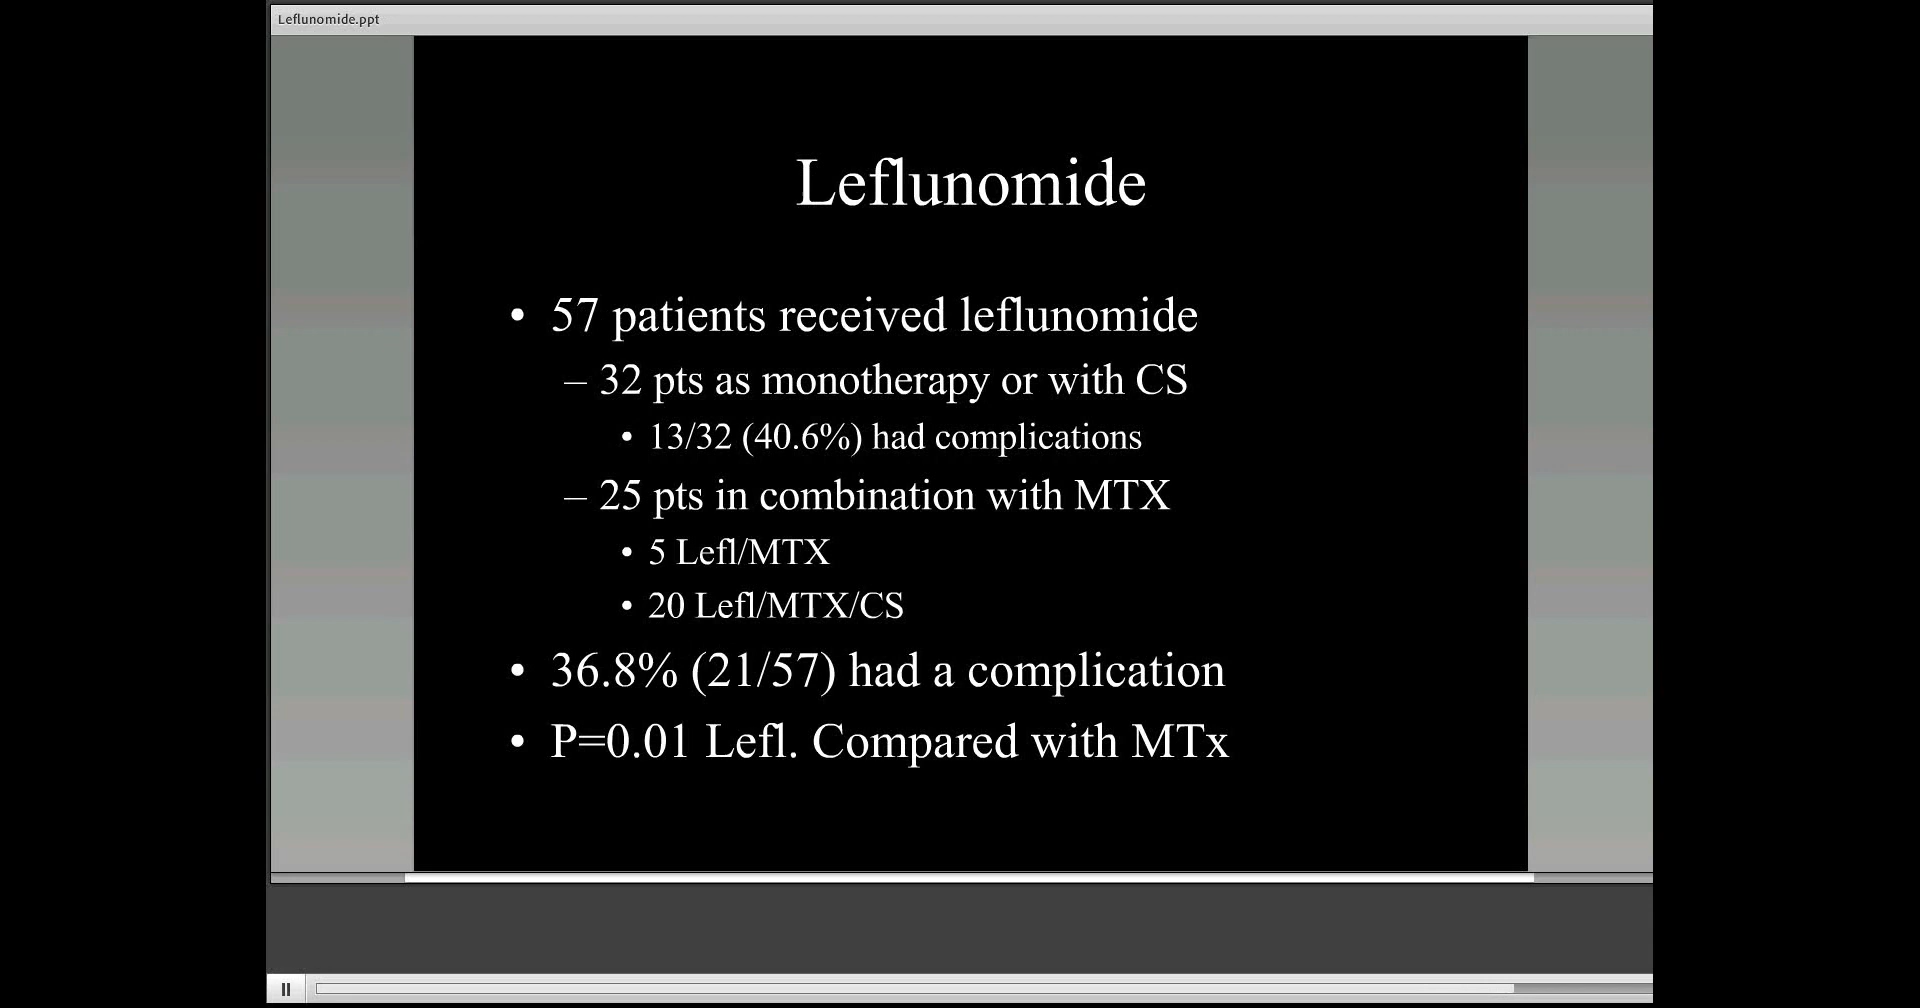 Leflunomide.ppt
Leflunomide
• 57 patients received leflunomide
– 32 pts as monotherapy or with CS
• 13/32 (40.6%) had complications
– 25 pts in combination with MTX
• 5 Lefl/MTX
• 20 Lefl/MTX/CS
• 36.8% (21/57) had a complication
• P=0.01 Lefl. Compared with MTx